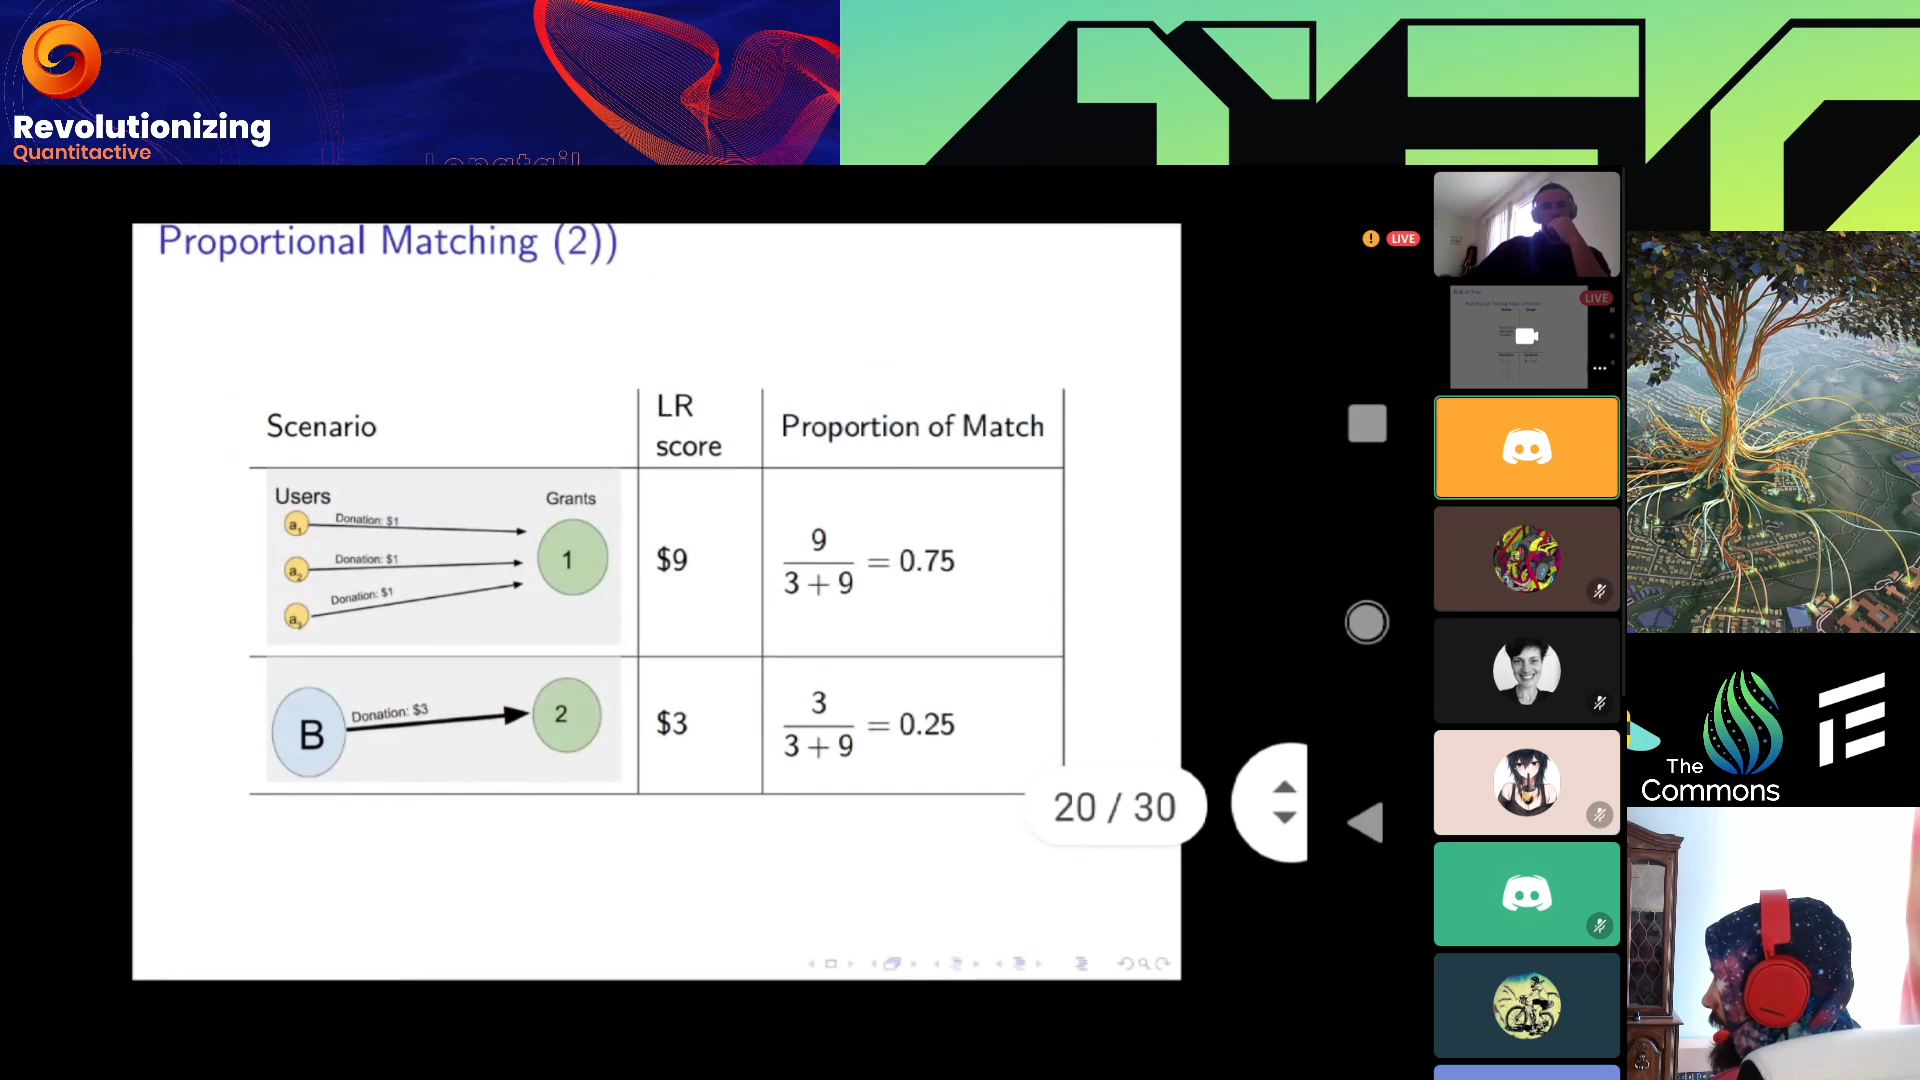 Revolutionizing
Quantitactive
Longtail
LIVE
LIVE
Proportional Matching (2))
Scenario
LR
score
Proportion of Match
Users
Grants
a1
Donation: $1
a2
Donation: $1
a3
Donation: $1
1
$9
9
3 + 9
= 0.75
B
Donation: $3
2
$3
3
3 + 9
= 0.25
20 / 30
The
Commons